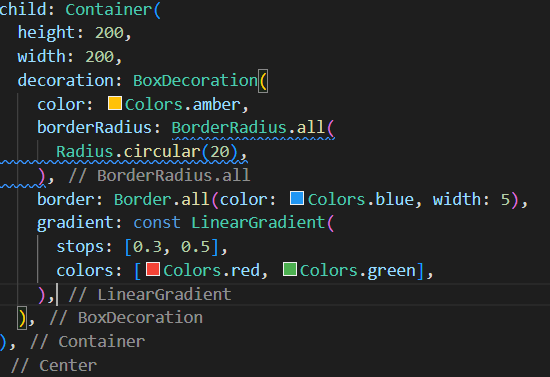 child: Container(
height: 200,
width: 200,
decoration: BoxDecoration(
color: Colors.amber,
borderRadius: BorderRadius.all(
Radius.circular(20),
), // BorderRadius.all
border: Border.all(color: Colors.blue, width: 5),
gradient: const LinearGradient(
stops: [0.3, 0.5],
colors: [Colors.red, Colors.green],
), // LinearGradient
), // BoxDecoration
), // Container
// Center